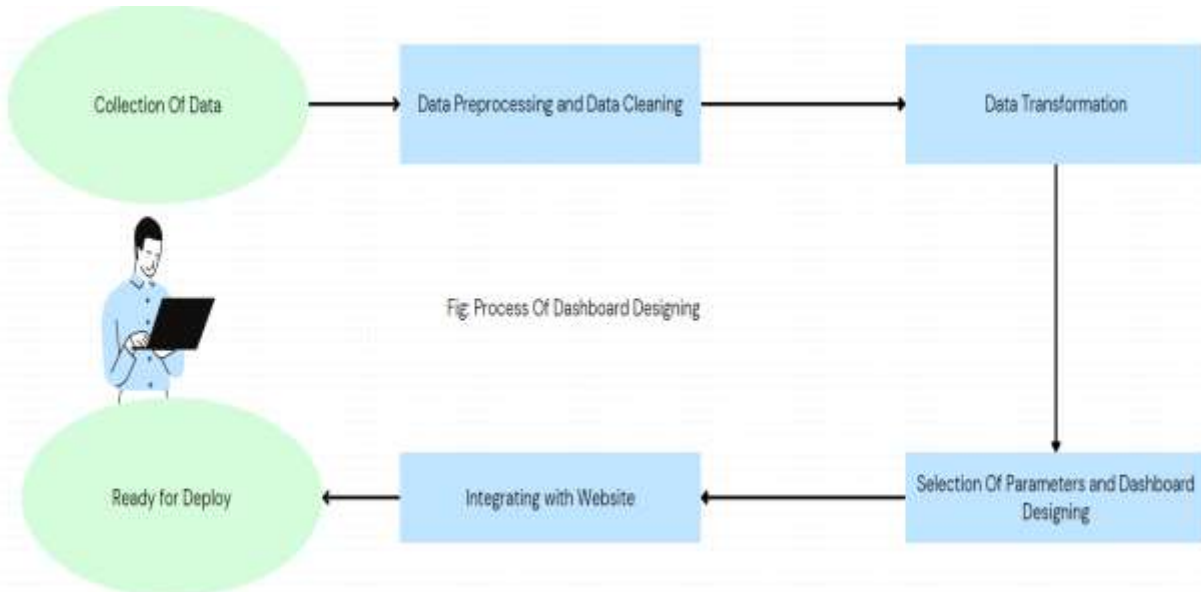 Collection Of Data
Data Preprocessing and Data Cleaning
Data Transformation
Fig: Process Of Dashboard Designing
Selection Of Parameters and Dashboard
Designing
Integrating with Website
Ready for Deploy